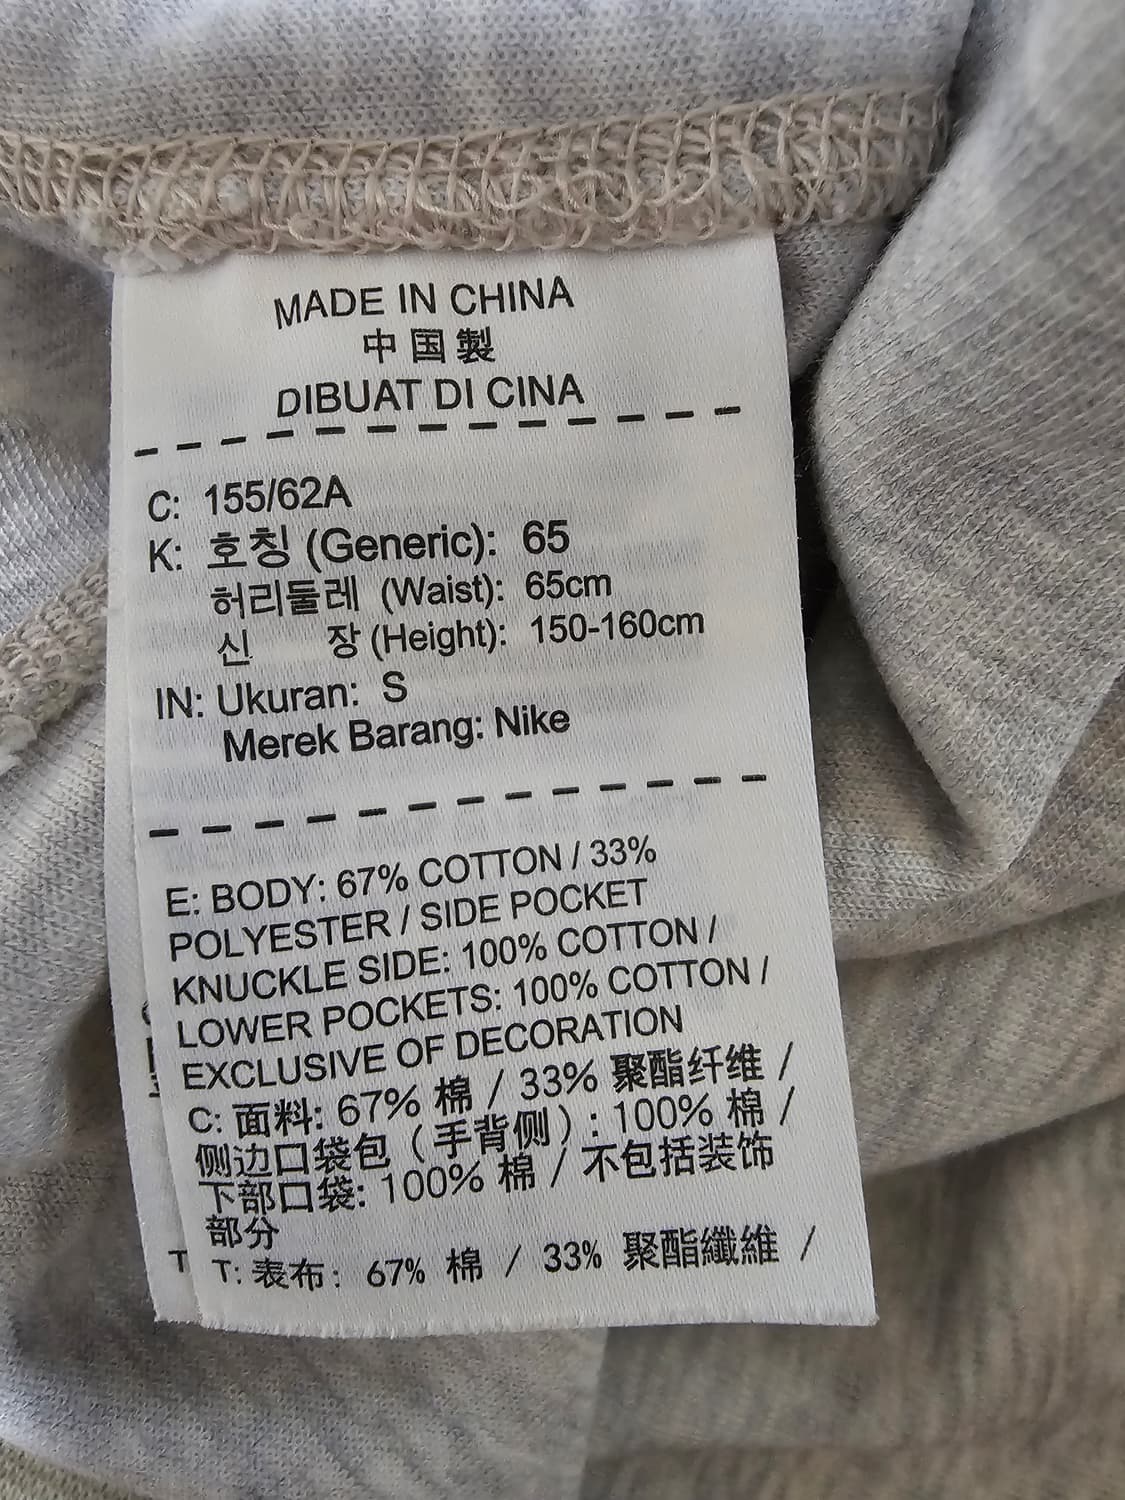 MADE IN CHINA
中国製
DIBUAT DI CINA
C: 155/62A
K: 호칭 (Generic): 65
허리둘레 (Waist): 65cm
신 장 (Height): 150-160cm
IN: Ukuran: S
Merek Barang: Nike
E: BODY: 67% COTTON / 33%
POLYESTER / SIDE POCKET
KNUCKLE SIDE: 100% COTTON /
LOWER POCKETS: 100% COTTON /
EXCLUSIVE OF DECORATION
C: 面料: 67% 棉 / 33% 聚酯纤维 /
侧边口袋包（手背侧）: 100% 棉 /
下部口袋: 100% 棉 / 不包括装饰
部分
T: 表布: 67% 棉 / 33% 聚酯纖維 /
T